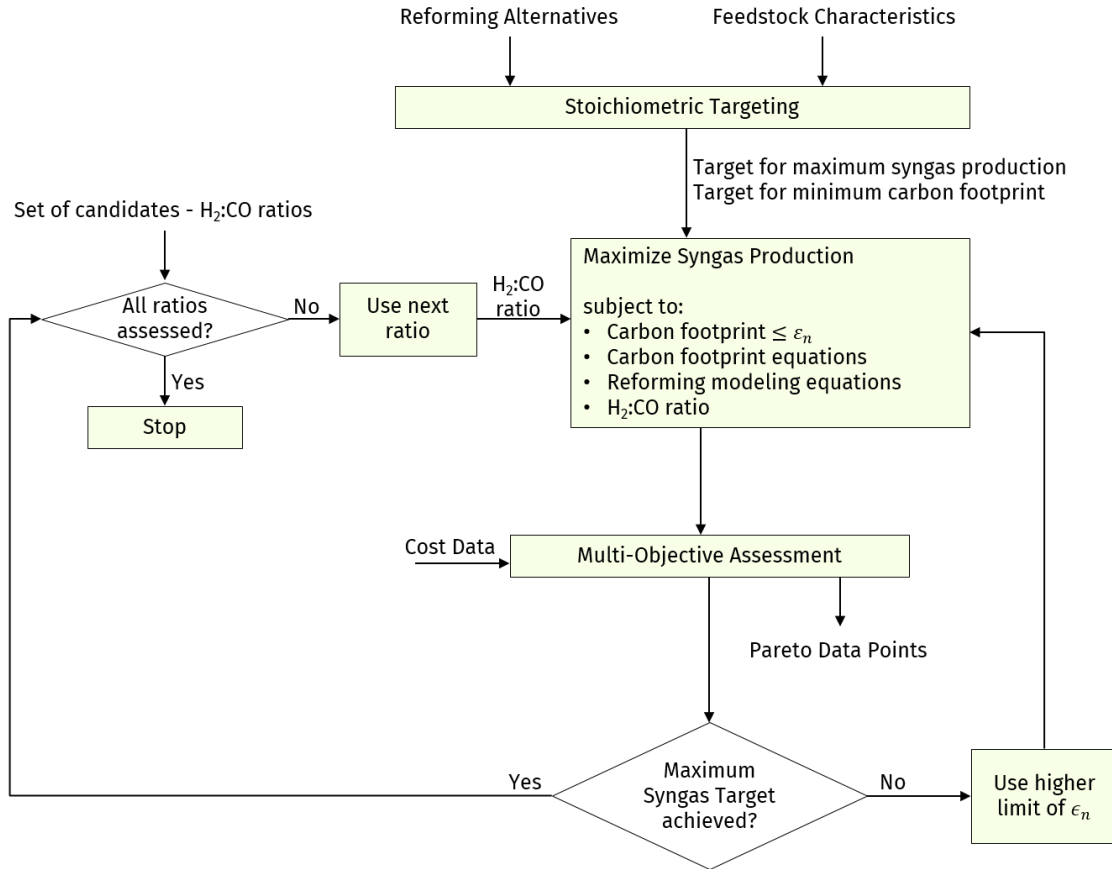 Reforming Alternatives
Feedstock Characteristics
Stoichiometric Targeting
Target for maximum syngas production
Target for minimum carbon footprint
Set of candidates - H₂:CO ratios
All ratios
assessed?
No
Use next
ratio
H₂:CO
ratio
Yes
Stop
Maximize Syngas Production
subject to:
• Carbon footprint ≤ 𝜀ₙ
• Carbon footprint equations
• Reforming modeling equations
• H₂:CO ratio
Cost Data
Multi-Objective Assessment
Pareto Data Points
Yes
Maximum
Syngas Target
achieved?
No
Use higher
limit of 𝜖ₙ